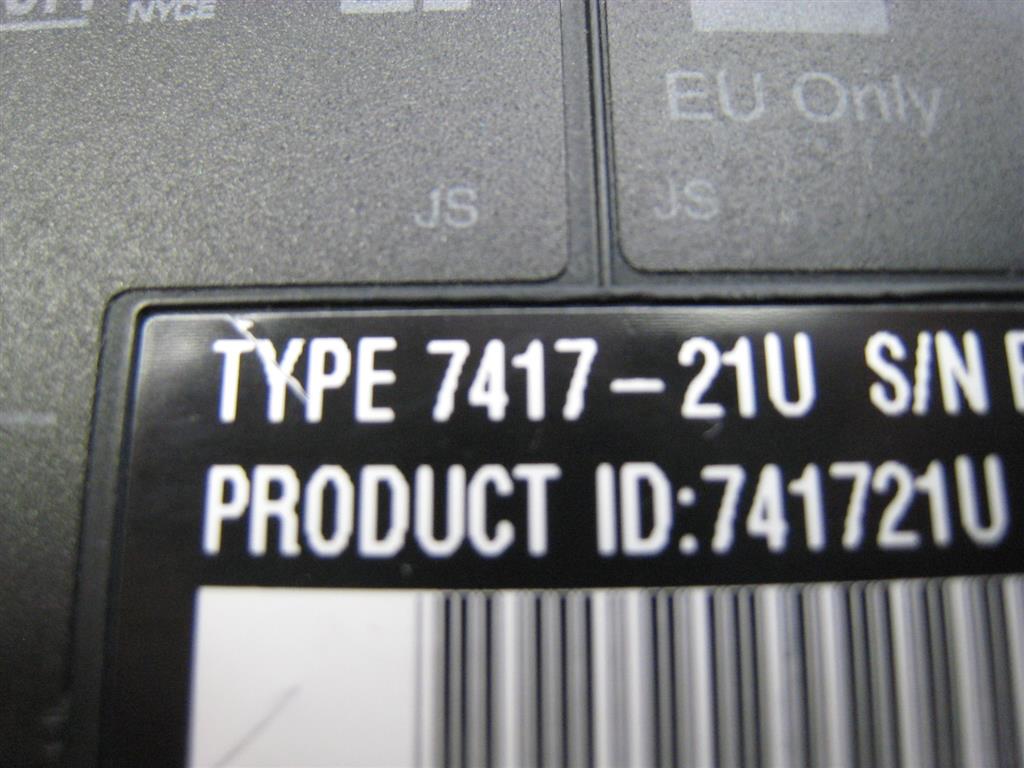 NYCE
EU Only
JS
JS
TYPE 7417-21U S/N
PRODUCT ID:741721U